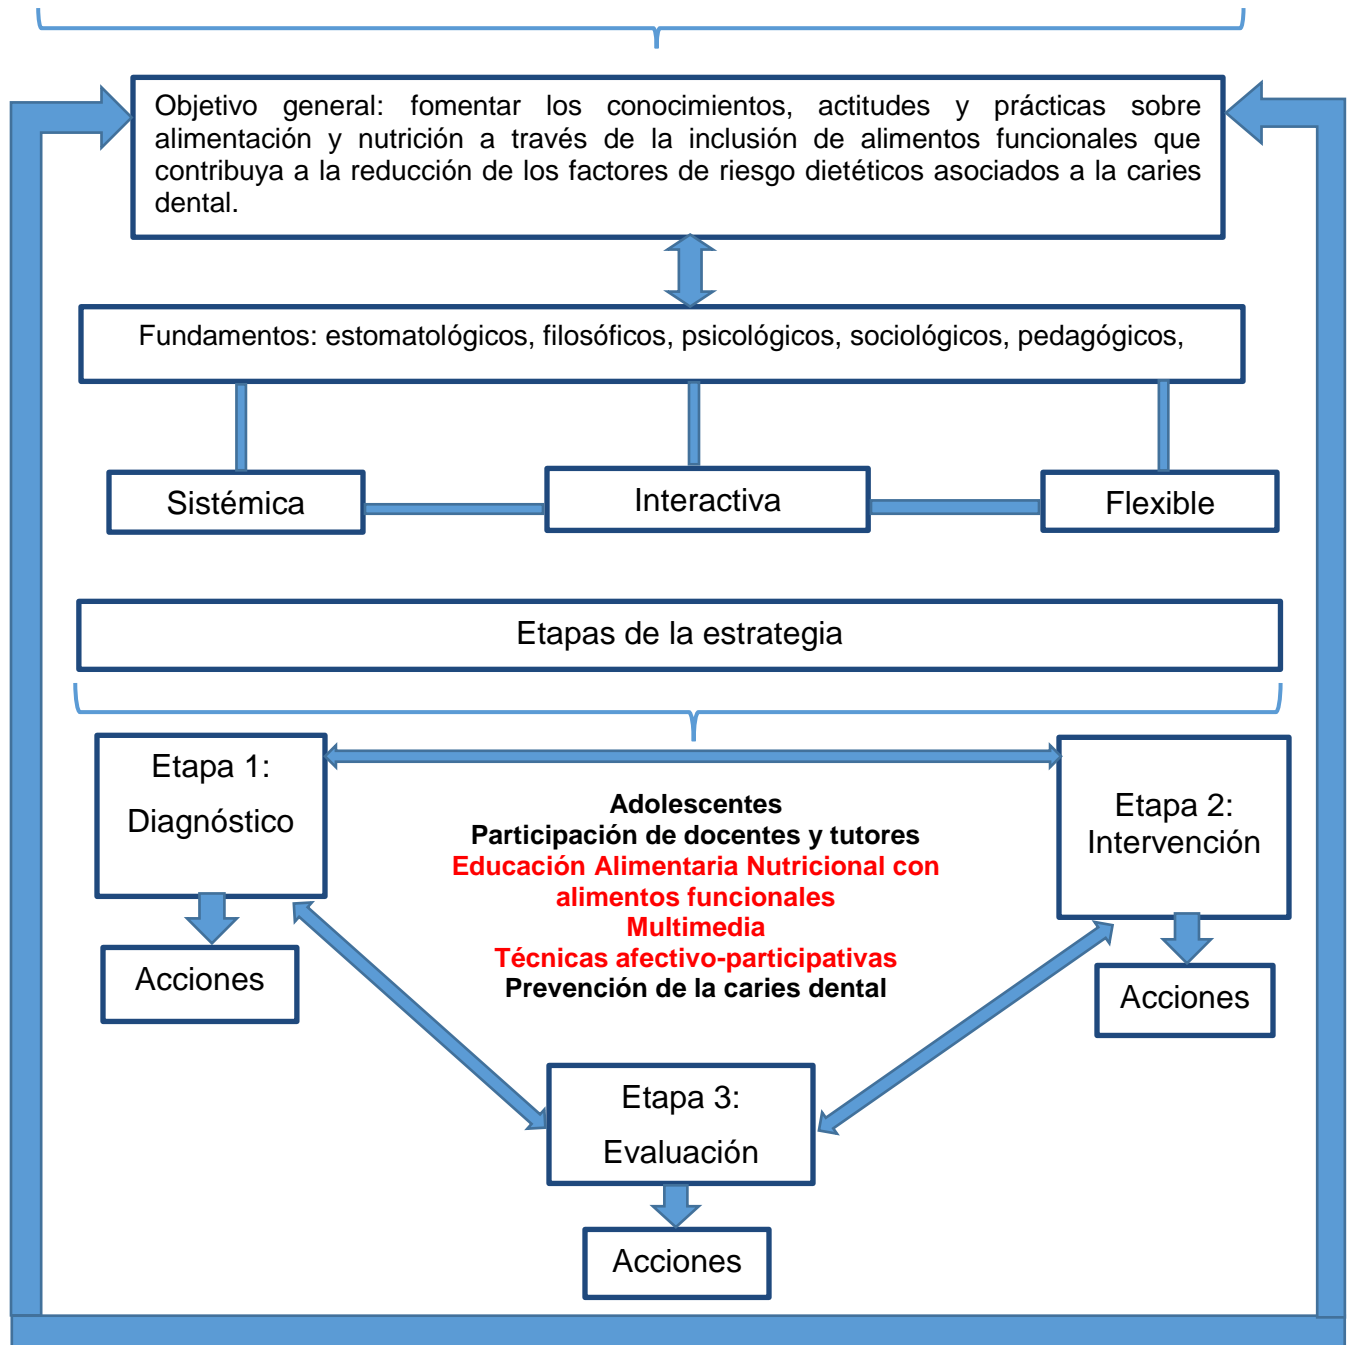 Objetivo general: fomentar los conocimientos, actitudes y prácticas sobre
alimentación y nutrición a través de la inclusión de alimentos funcionales que
contribuya a la reducción de los factores de riesgo dietéticos asociados a la caries
dental.
Fundamentos: estomatológicos, filosóficos, psicológicos, sociológicos, pedagógicos,
Sistémica
Interactiva
Flexible
Etapas de la estrategia
Etapa 1:
Diagnóstico
Adolescentes
Participación de docentes y tutores
Educación Alimentaria Nutricional con
alimentos funcionales
Multimedia
Técnicas afectivo-participativas
Prevención de la caries dental
Etapa 2:
Intervención
Acciones
Acciones
Etapa 3:
Evaluación
Acciones